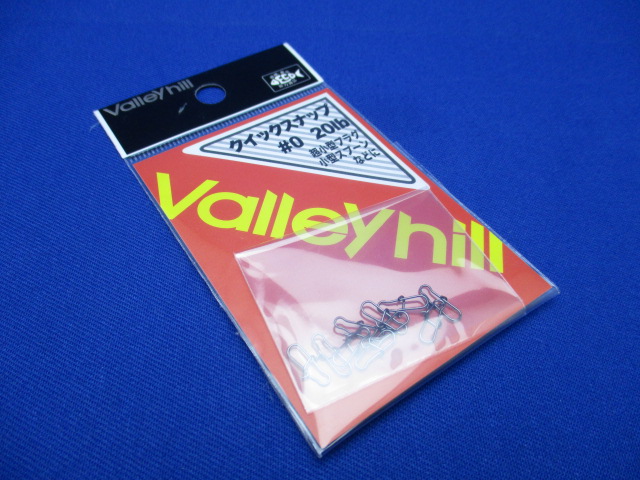 Valleyhill
クイックスナップ
#0 20lb
超小型プラグ
小型スプーン
などに
Valleyhill